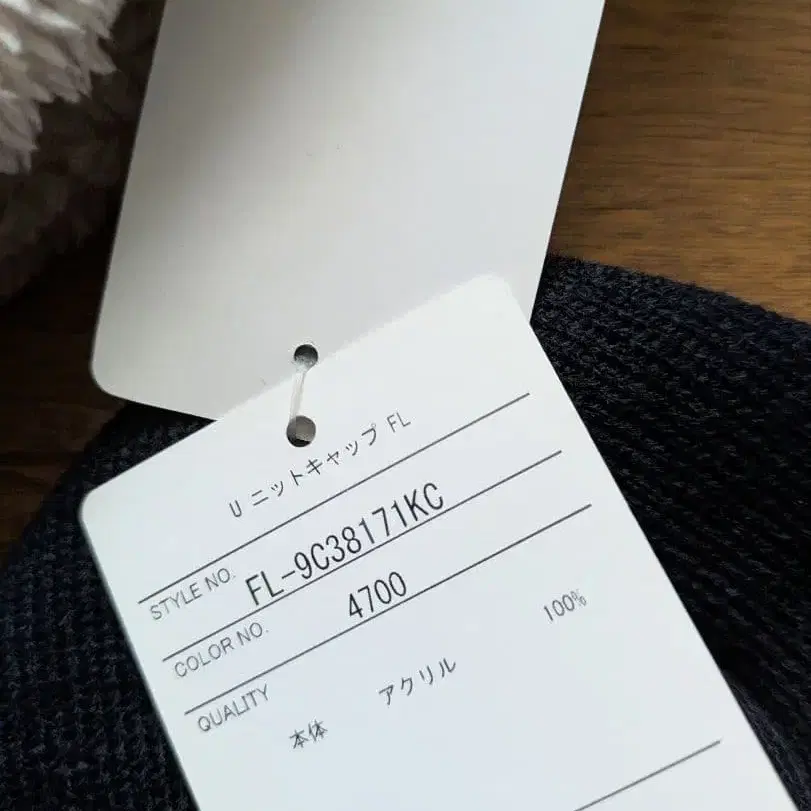 U ニットキャップ FL
STYLE NO. FL-9C38171KC
COLOR NO. 4700
QUALITY
本体 アクリル 100%